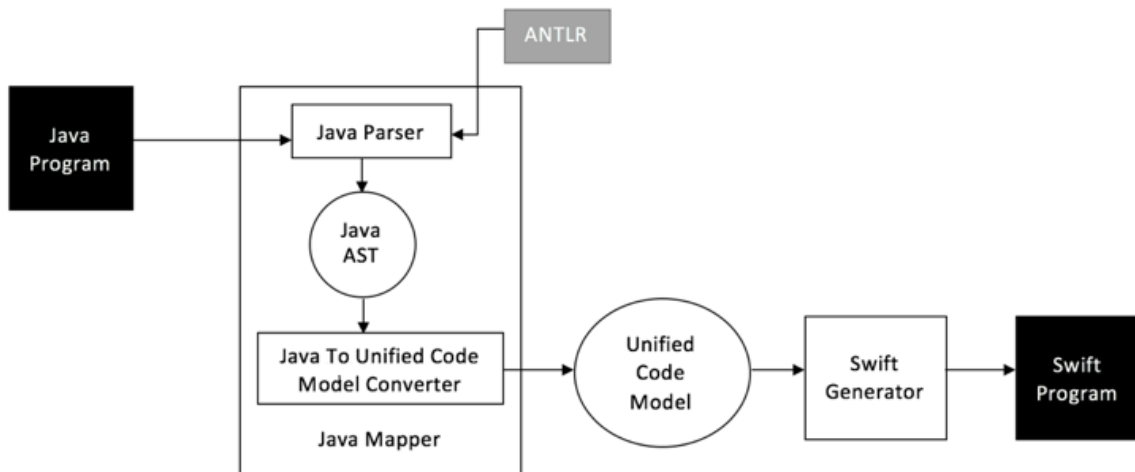 ANTLR
Java
Program
Java Parser
Java
AST
Java To Unified Code
Model Converter
Java Mapper
Unified
Code
Model
Swift
Generator
Swift
Program